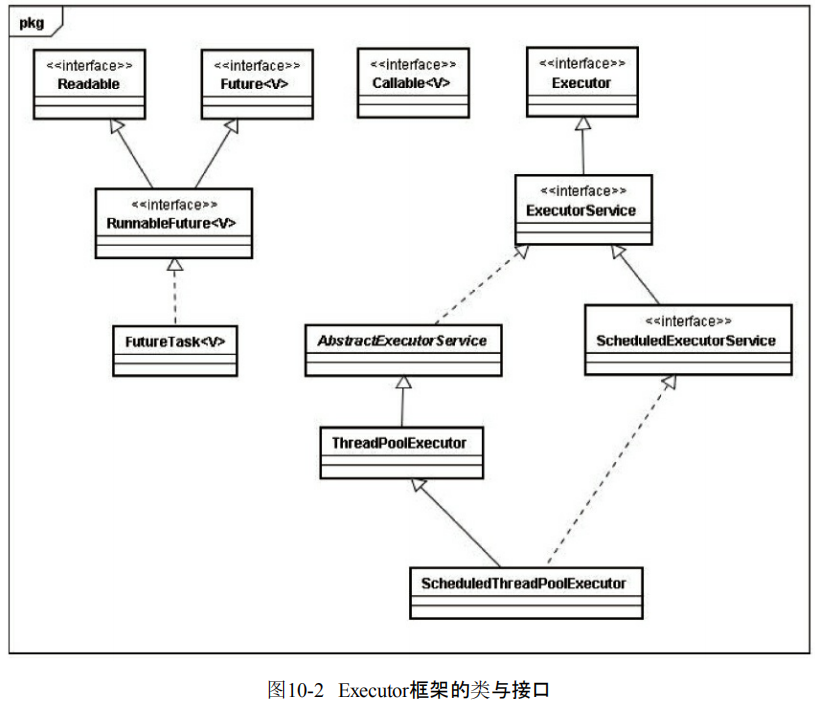 pkg
<<interface>>
Readable
<<interface>>
Future<V>
<<interface>>
Callable<V>
<<interface>>
Executor
<<interface>>
RunnableFuture<V>
<<interface>>
ExecutorService
FutureTask<V>
AbstractExecutorService
<<interface>>
ScheduledExecutorService
ThreadPoolExecutor
ScheduledThreadPoolExecutor
图10-2 Executor框架的类与接口